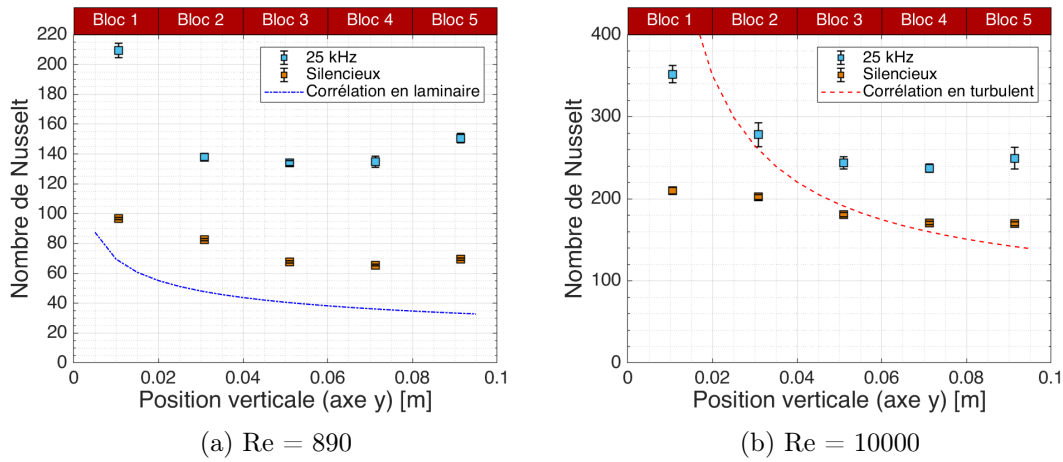 Bloc 1 Bloc 2 Bloc 3 Bloc 4 Bloc 5
220
200
180
160
140
120
100
80
60
40
20
0
Nombre de Nusselt
25 kHz
Silencieux
Corrélation en laminaire
0 0.02 0.04 0.06 0.08 0.1
Position verticale (axe y) [m]
(a) Re = 890
Bloc 1 Bloc 2 Bloc 3 Bloc 4 Bloc 5
400
300
200
100
0
Nombre de Nusselt
25 kHz
Silencieux
Corrélation en turbulent
0 0.02 0.04 0.06 0.08 0.1
Position verticale (axe y) [m]
(b) Re = 10000